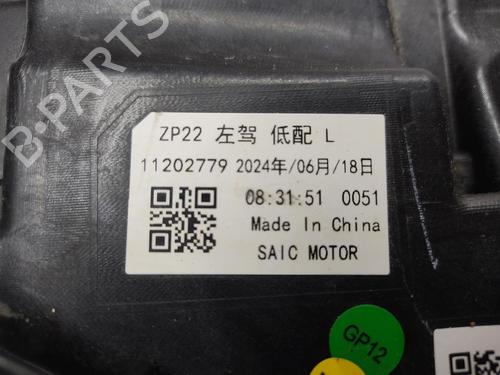 B-PARTS
ZP22 左驾 低配 L
11202779 2024年/06月/18日
08:31:51 0051
Made In China
SAIC MOTOR
GP12